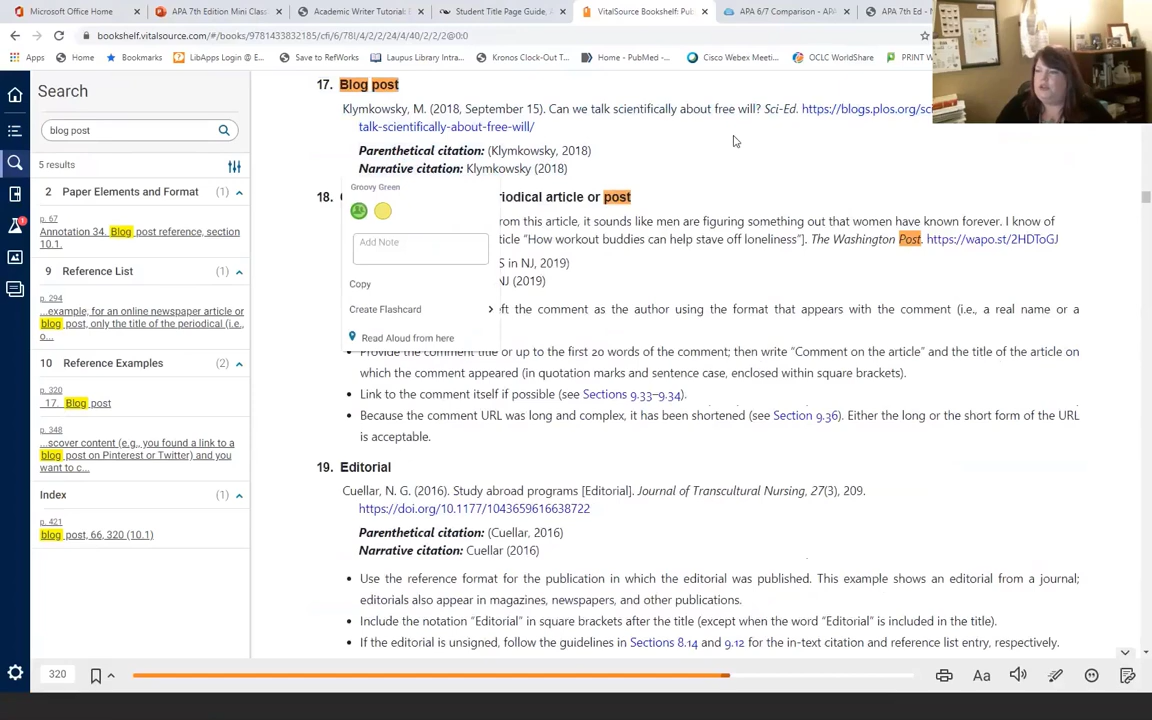 Microsoft Office Home
APA 7th Edition Mini Clas
Academic Writer Tutorial:
Student Title Page Guide,
VitalSource Bookshelf: Pu
APA 6/7 Comparison - AP
APA 7th Ed -
bookshelf.vitalsource.com/#/books/9781433832185/cfi/6/78!/4/2/2/24/4/40/2/2/2@0:0
Apps
Home
Bookmarks
LibApps Login | EC...
Save to RefWorks
Laupus Library Intra...
Kronos Clock-Out T...
Home - PubMed -...
Cisco Webex Meet...
OCLC WorldShare
PRINT
Search
blog post
5 results
2 Paper Elements and Format (1)
p. 67
Annotation 34. Blog post reference, section
10.1.
9 Reference List (1)
p. 294
...example, for an online newspaper article or
blog post, only the title of the periodical (i.e.,
o...
10 Reference Examples (2)
p. 320
17. Blog post
p. 348
...scover content (e.g., you found a link to a
blog post on Pinterest or Twitter) and you
want to c...
Index (1)
p. 421
blog post, 66, 320 (10.1)
17. Blog post
Klymkowsky, M. (2018, September 15). Can we talk scientifically about free will? Sci-Ed. https://blogs.plos.org/sc
talk-scientifically-about-free-will/
Parenthetical citation: (Klymkowsky, 2018)
Narrative citation: Klymkowsky (2018)
Groovy Green
Add Note
Copy
Create Flashcard
Read Aloud from here
18. riodical article or post
from this article, it sounds like men are figuring something out that women have known forever. I know of
ticle “How workout buddies can help stave off loneliness”]. The Washington Post. https://wapo.st/2HDToGJ
S in NJ, 2019)
NJ (2019)
ft the comment as the author using the format that appears with the comment (i.e., a real name or a
• Provide the comment title or up to the first 20 words of the comment; then write “Comment on the article” and the title of the article on
which the comment appeared (in quotation marks and sentence case, enclosed within square brackets).
• Link to the comment itself if possible (see Sections 9.33–9.34).
• Because the comment URL was long and complex, it has been shortened (see Section 9.36). Either the long or the short form of the URL
is acceptable.
19. Editorial
Cuellar, N. G. (2016). Study abroad programs [Editorial]. Journal of Transcultural Nursing, 27(3), 209.
https://doi.org/10.1177/1043659616638722
Parenthetical citation: (Cuellar, 2016)
Narrative citation: Cuellar (2016)
• Use the reference format for the publication in which the editorial was published. This example shows an editorial from a journal;
editorials also appear in magazines, newspapers, and other publications.
• Include the notation “Editorial” in square brackets after the title (except when the word “Editorial” is included in the title).
• If the editorial is unsigned, follow the guidelines in Sections 8.14 and 9.12 for the in-text citation and reference list entry, respectively.
320
Aa